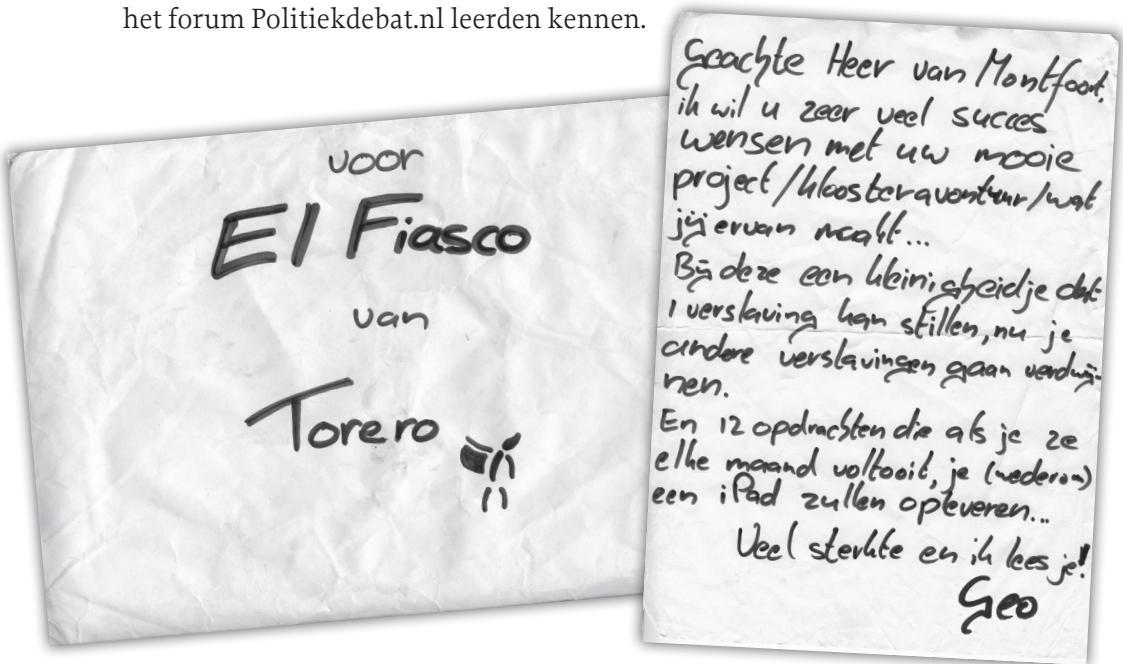 het forum Politiekdebat.nl leerden kennen.
voor
El Fiasco
van
Torero
Geachte Heer van Montfoort,
ik wil u zeer veel succes
wensen met uw mooie
project/kloosteravontuur/wat
jij ervan maakt...
Bij deze een kleinigheidje dat
1 verslaving kan stillen, nu je
andere verslavingen gaan verdwij-
nen.
En 12 opdrachten die als je ze
elke maand voltooit, je (wederom)
een iPad zullen opleveren...
Veel sterkte en ik lees je!
Geo